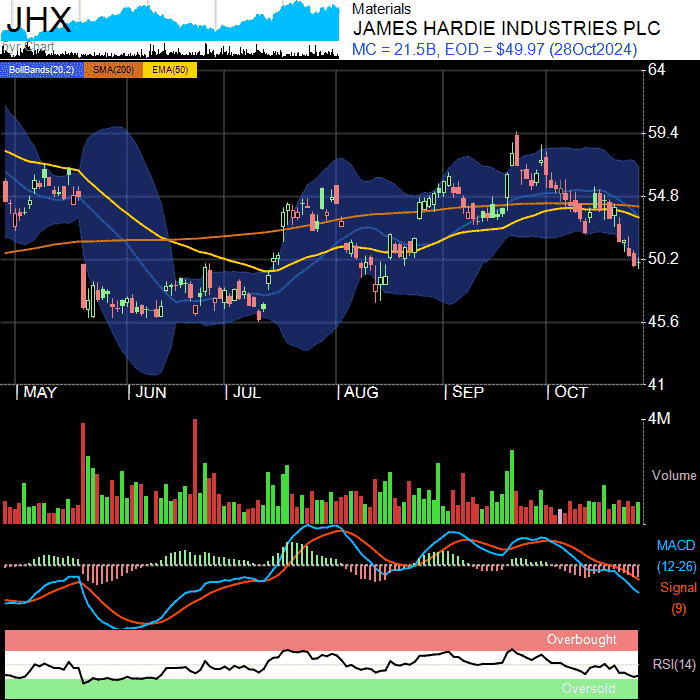 JHX
5yr Chart
Materials
JAMES HARDIE INDUSTRIES PLC
MC = 21.5B, EOD = $49.97 (28Oct2024)
BollBands(20,2) SMA(200) EMA(50)
64
59.4
54.8
50.2
45.6
41
MAY JUN JUL AUG SEP OCT
4M
Volume
MACD
(12-26)
Signal
(9)
Overbought
RSI(14)
Oversold